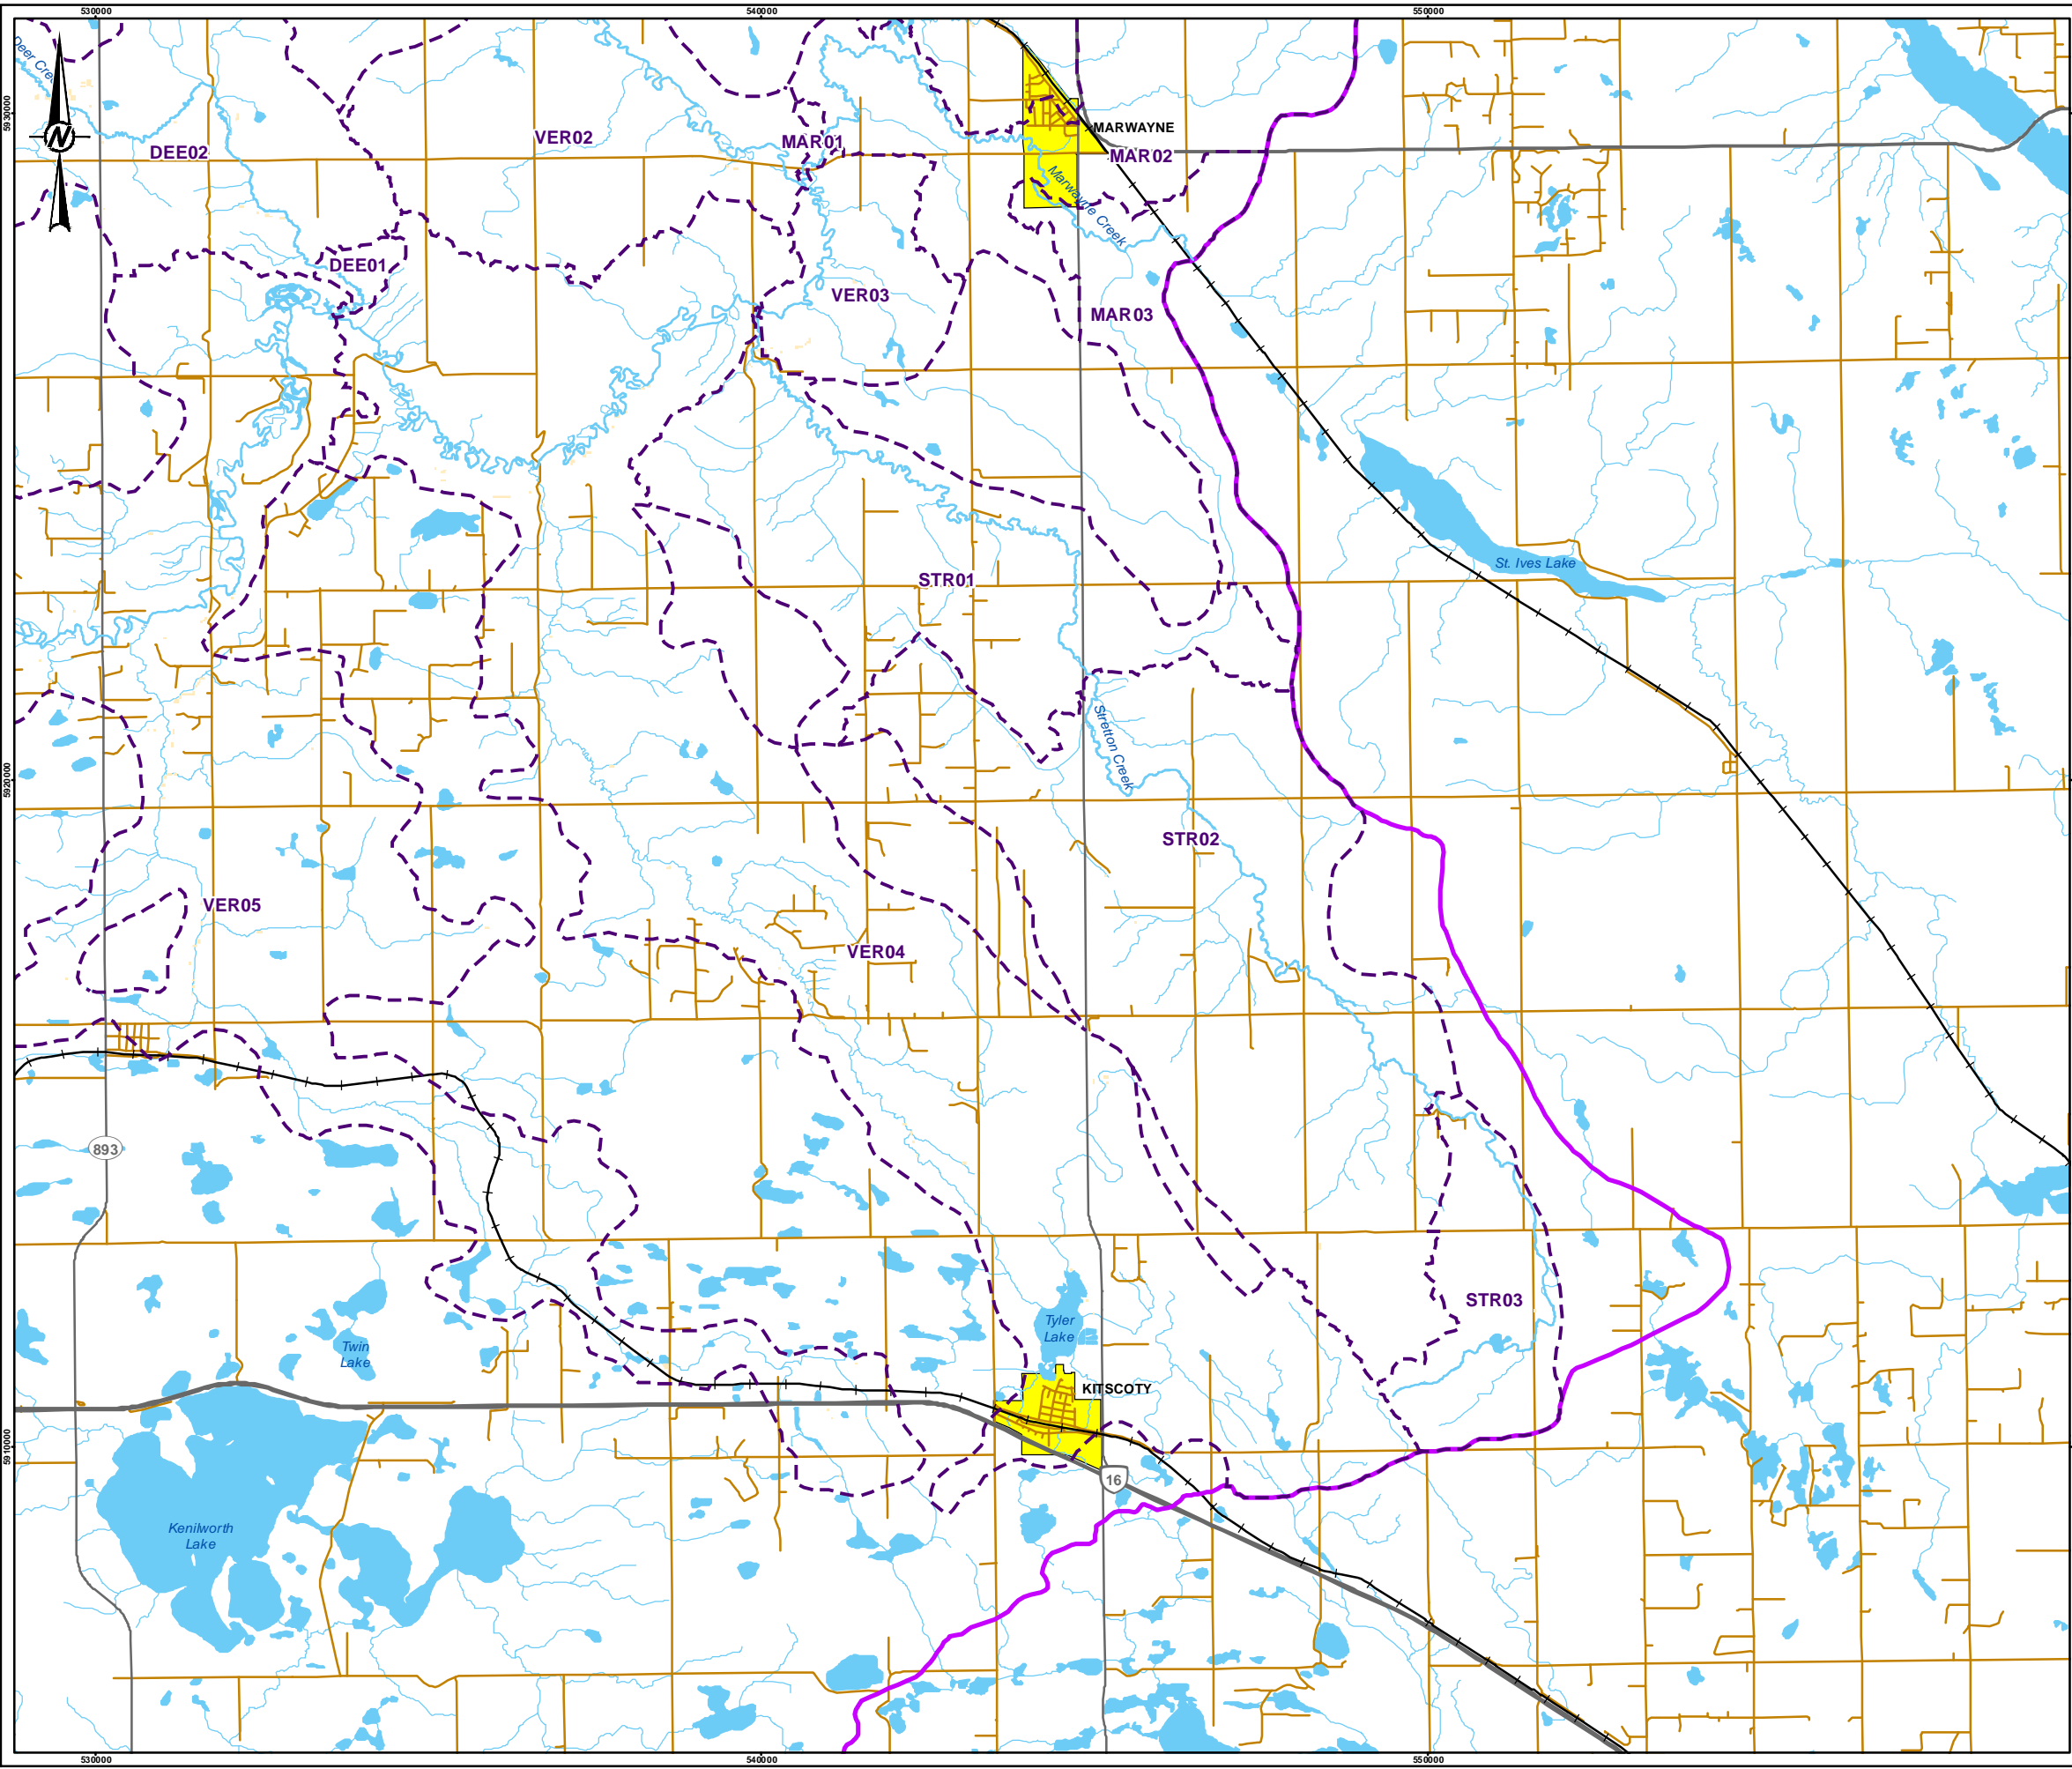 530000
540000
550000
Deer Cree
5930000
N
MARWAYNE
VER02
MAR01
DEE02
MAR02
Marwayne Creek
DEE01
VER03
MAR03
St. Ives Lake
STR01
Stretton Creek
5920000
STR02
VER05
VER04
893
STR03
Tyler
Lake
Twin
Lake
KITSCOTY
5910000
16
Kenilworth
Lake
530000
540000
550000